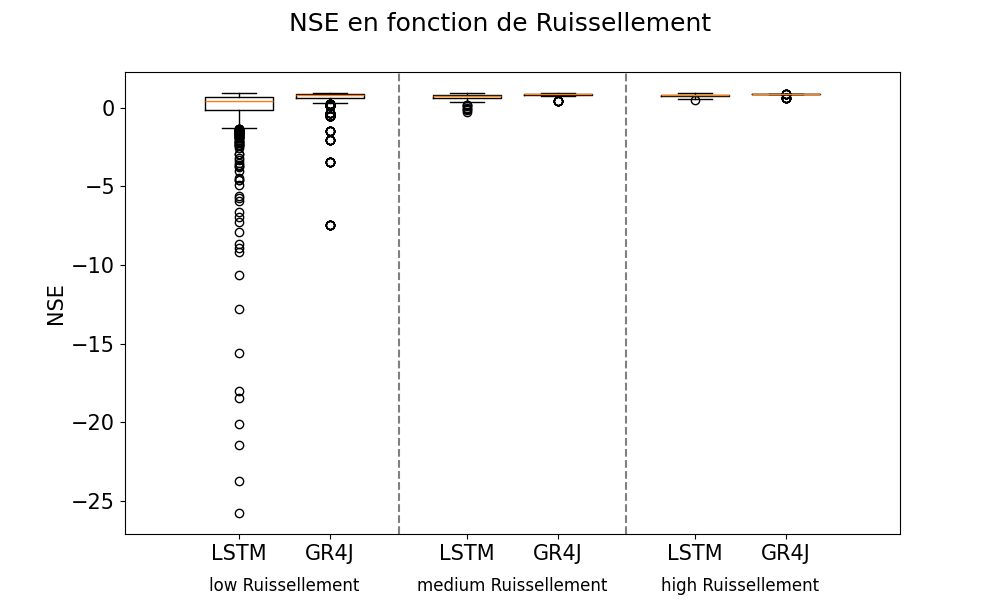 NSE en fonction de Ruissellement
NSE
0
−5
−10
−15
−20
−25
LSTM GR4J LSTM GR4J LSTM GR4J
low Ruissellement medium Ruissellement high Ruissellement